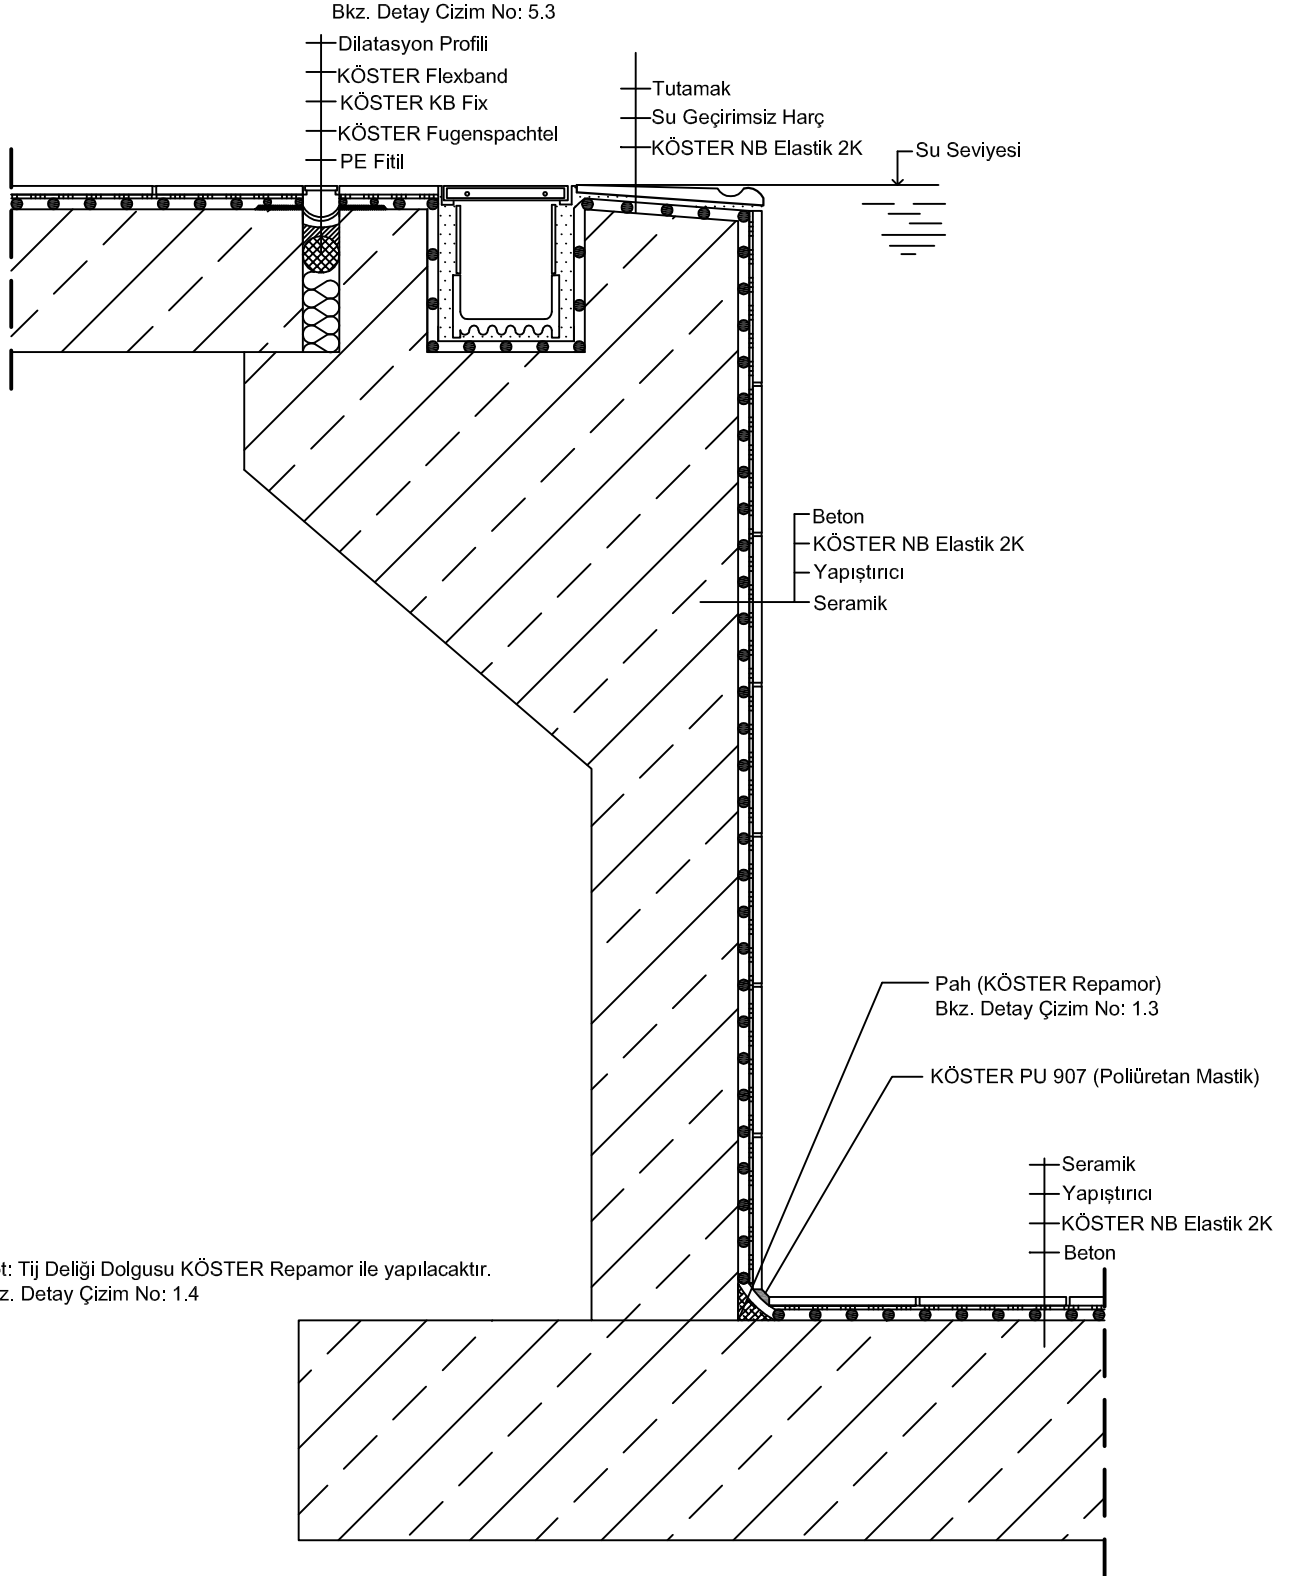 Bkz. Detay Cizim No: 5.3
Dilatasyon Profili
KÖSTER Flexband
KÖSTER KB Fix
KÖSTER Fugenspachtel
PE Fitil
Tutamak
Su Geçirimsiz Harç
KÖSTER NB Elastik 2K
Su Seviyesi
Beton
KÖSTER NB Elastik 2K
Yapıştırıcı
Seramik
Pah (KÖSTER Repamor)
Bkz. Detay Çizim No: 1.3
KÖSTER PU 907 (Poliüretan Mastik)
Seramik
Yapıştırıcı
KÖSTER NB Elastik 2K
Beton
t: Tij Deliği Dolgusu KÖSTER Repamor ile yapılacaktır.
z. Detay Çizim No: 1.4